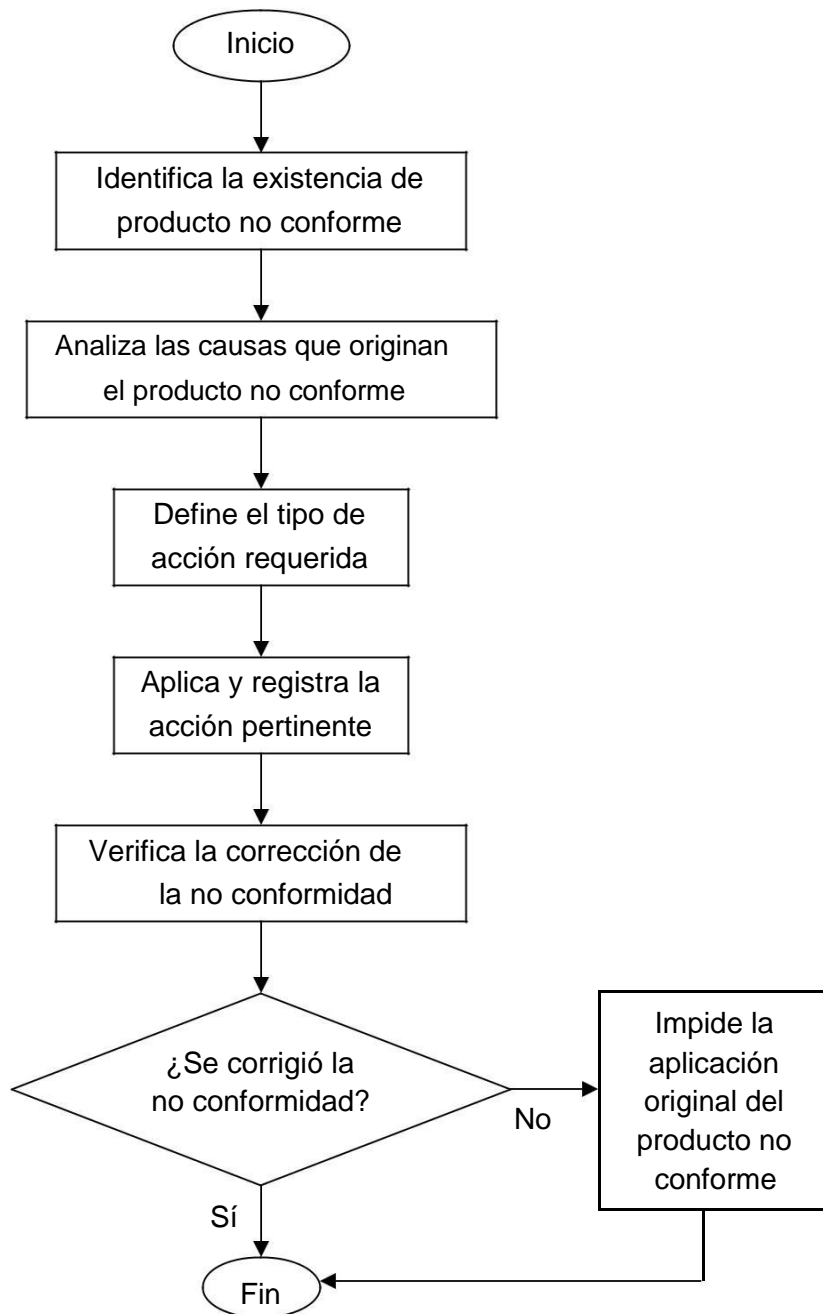 Inicio
Identifica la existencia de
producto no conforme
Analiza las causas que originan
el producto no conforme
Define el tipo de
acción requerida
Aplica y registra la
acción pertinente
Verifica la corrección de
la no conformidad
¿Se corrigió la
no conformidad?
No
Impide la
aplicación
original del
producto no
conforme
Sí
Fin